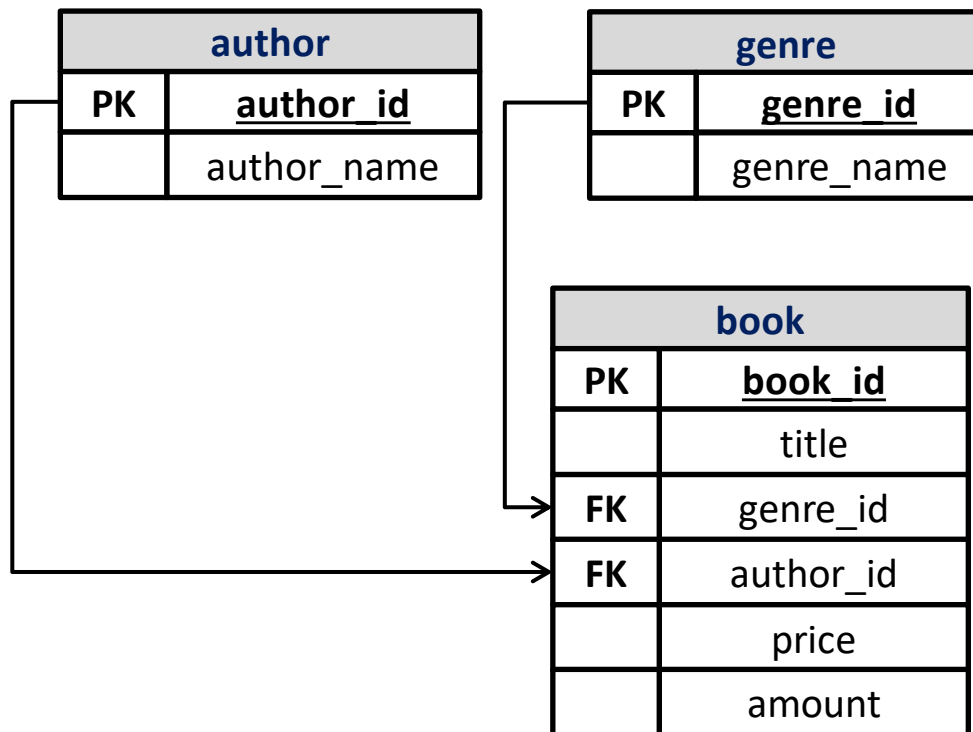 author
PK author_id
author_name
genre
PK genre_id
genre_name
book
PK book_id
title
FK genre_id
FK author_id
price
amount